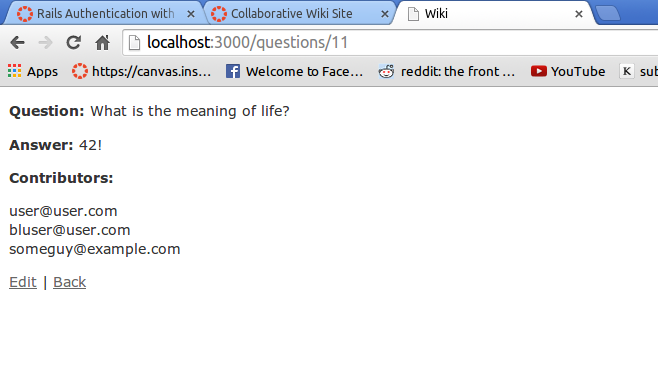 Rails Authentication with
Collaborative Wiki Site
Wiki
localhost:3000/questions/11
Apps
https://canvas.ins...
Welcome to Face...
reddit: the front ...
YouTube
K sub
Question: What is the meaning of life?
Answer: 42!
Contributors:
user@user.com
bluser@user.com
someguy@example.com
Edit | Back